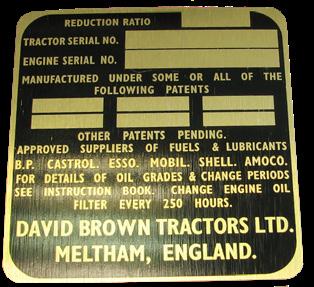 REDUCTION RATIO
TRACTOR SERIAL NO.
ENGINE SERIAL NO.
MANUFACTURED UNDER SOME OR ALL OF THE
FOLLOWING PATENTS
OTHER PATENTS PENDING.
APPROVED SUPPLIERS OF FUELS & LUBRICANTS
B.P. CASTROL. ESSO. MOBIL. SHELL. AMOCO.
FOR DETAILS OF OIL GRADES & CHANGE PERIODS
SEE INSTRUCTION BOOK. CHANGE ENGINE OIL
FILTER EVERY 250 HOURS.
DAVID BROWN TRACTORS LTD.
MELTHAM, ENGLAND.